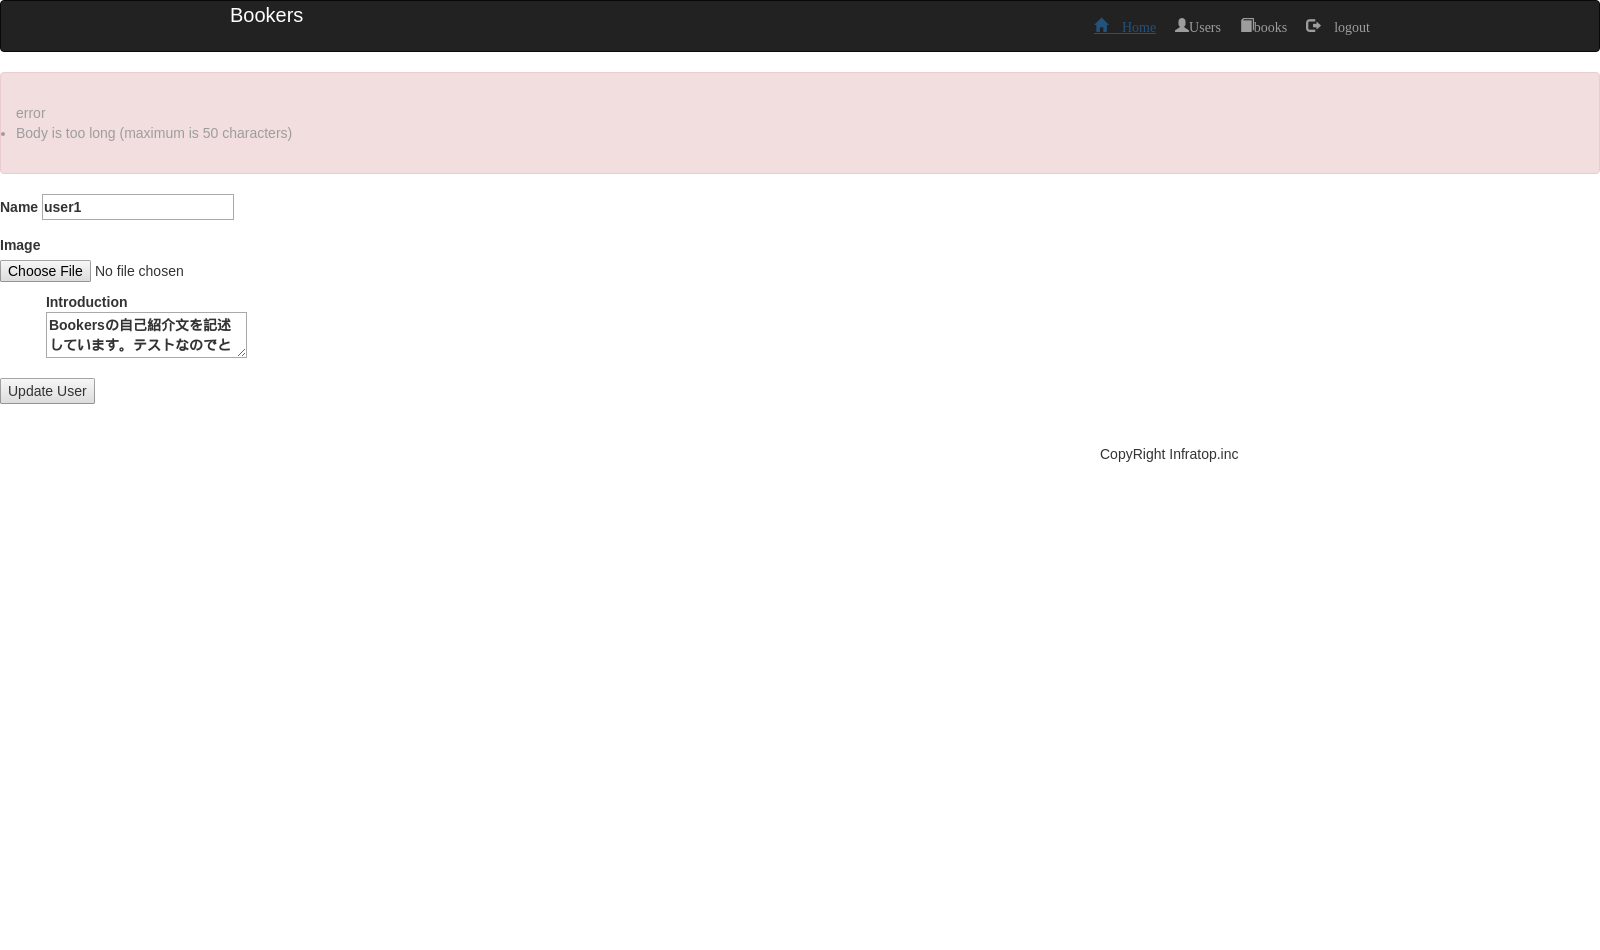 Bookers
Home Users books logout
error
Body is too long (maximum is 50 characters)
Name user1
Image
Choose File No file chosen
Introduction
Bookersの自己紹介文を記述
しています。テストなのでと
Update User
CopyRight Infratop.inc